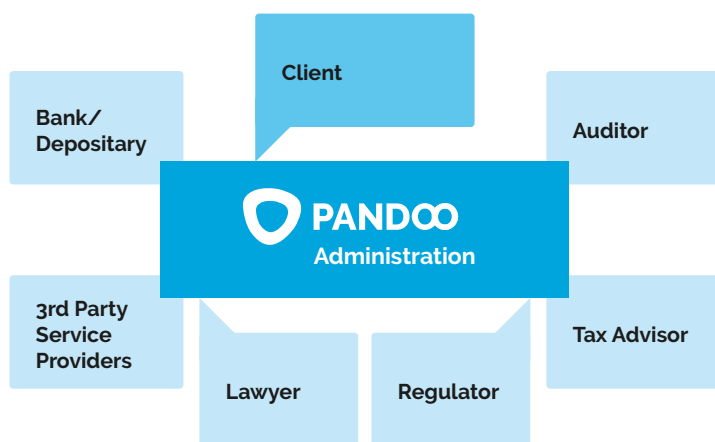 Client
Bank/
Depositary
Auditor
PANDOO
Administration
3rd Party
Service
Providers
Tax Advisor
Lawyer
Regulator